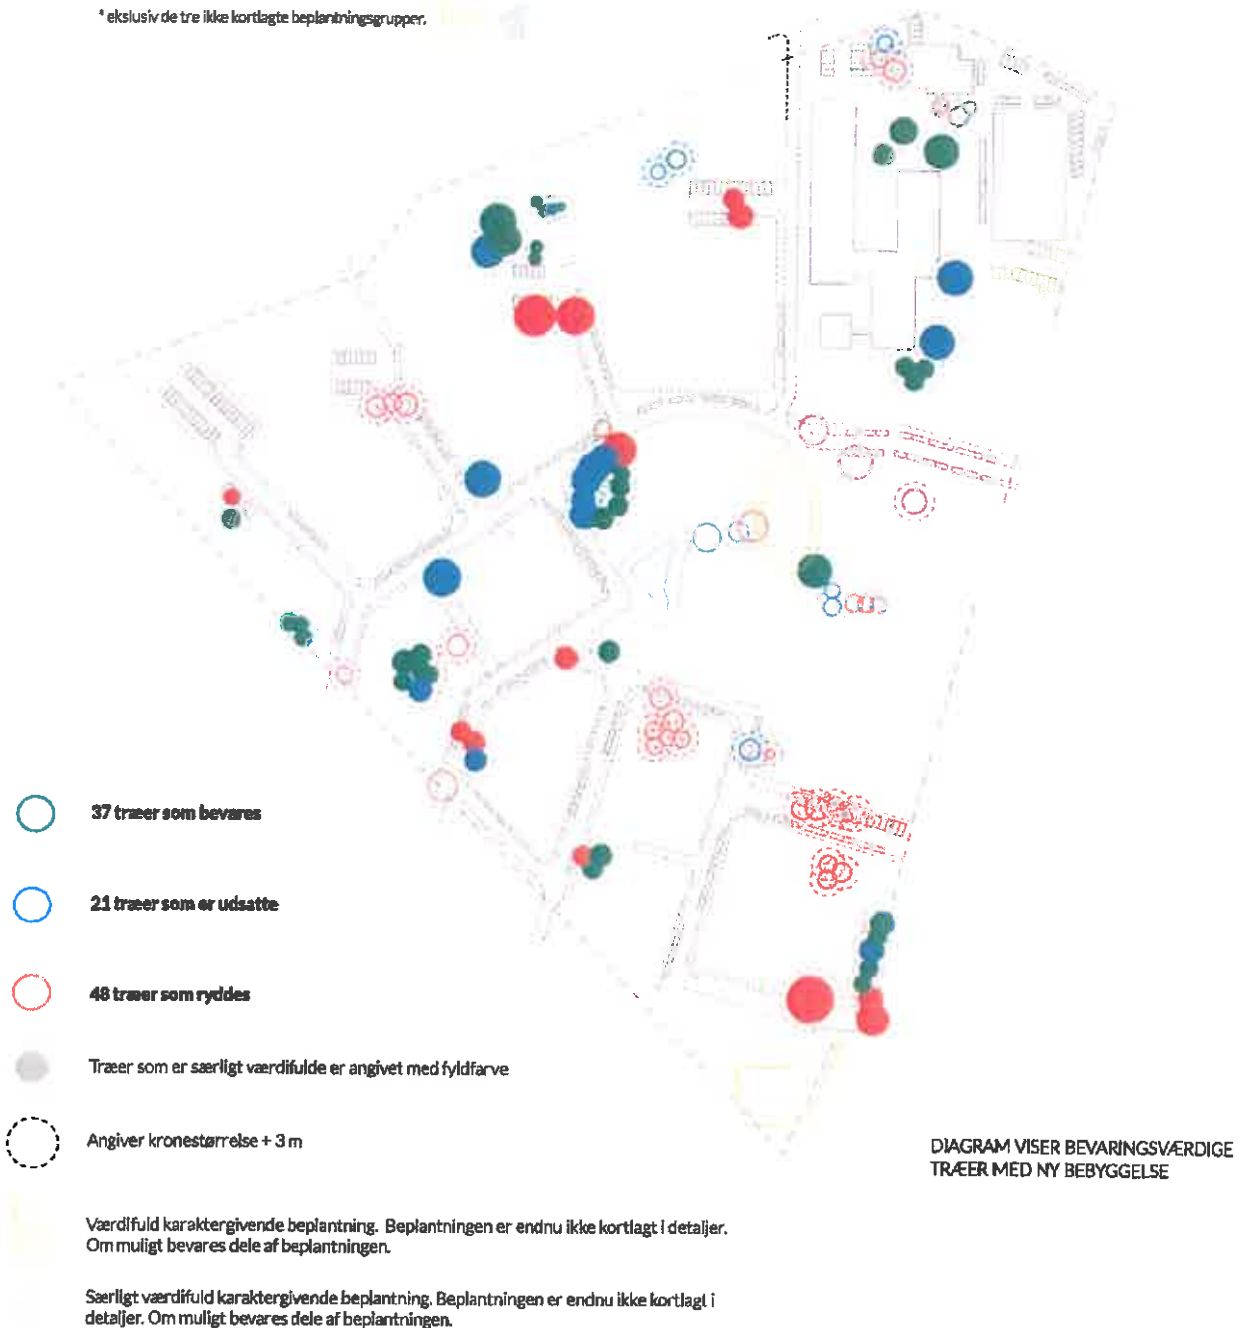 * ekslusiv de tre ikke kortlagte beplantningsgrupper.
37 træer som bevares
21 træer som er udsatte
48 træer som ryddes
Træer som er særligt værdifulde er angivet med fyldfarve
Angiver kronestørrelse + 3 m
DIAGRAM VISER BEVARINGSVÆRDIGE
TRÆER MED NY BEBYGGELSE
Værdifuld karaktergivende beplantning. Beplantningen er endnu ikke kortlagt i detaljer.
Om muligt bevares dele af beplantningen.
Særligt værdifuld karaktergivende beplantning. Beplantningen er endnu ikke kortlagt i
detaljer. Om muligt bevares dele af beplantningen.